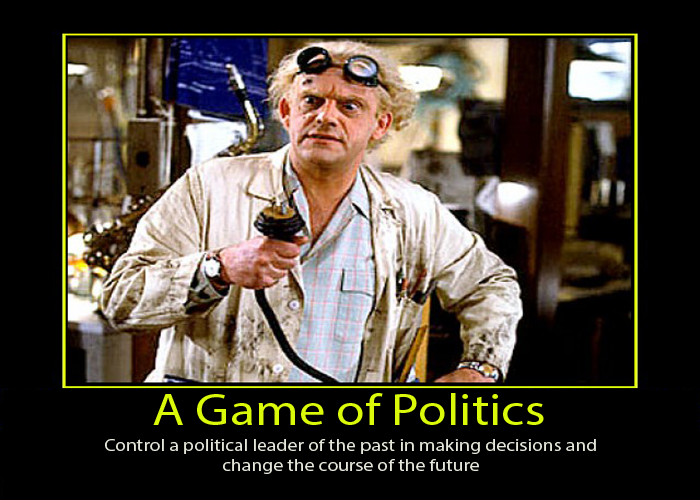 A Game of Politics
Control a political leader of the past in making decisions and
change the course of the future